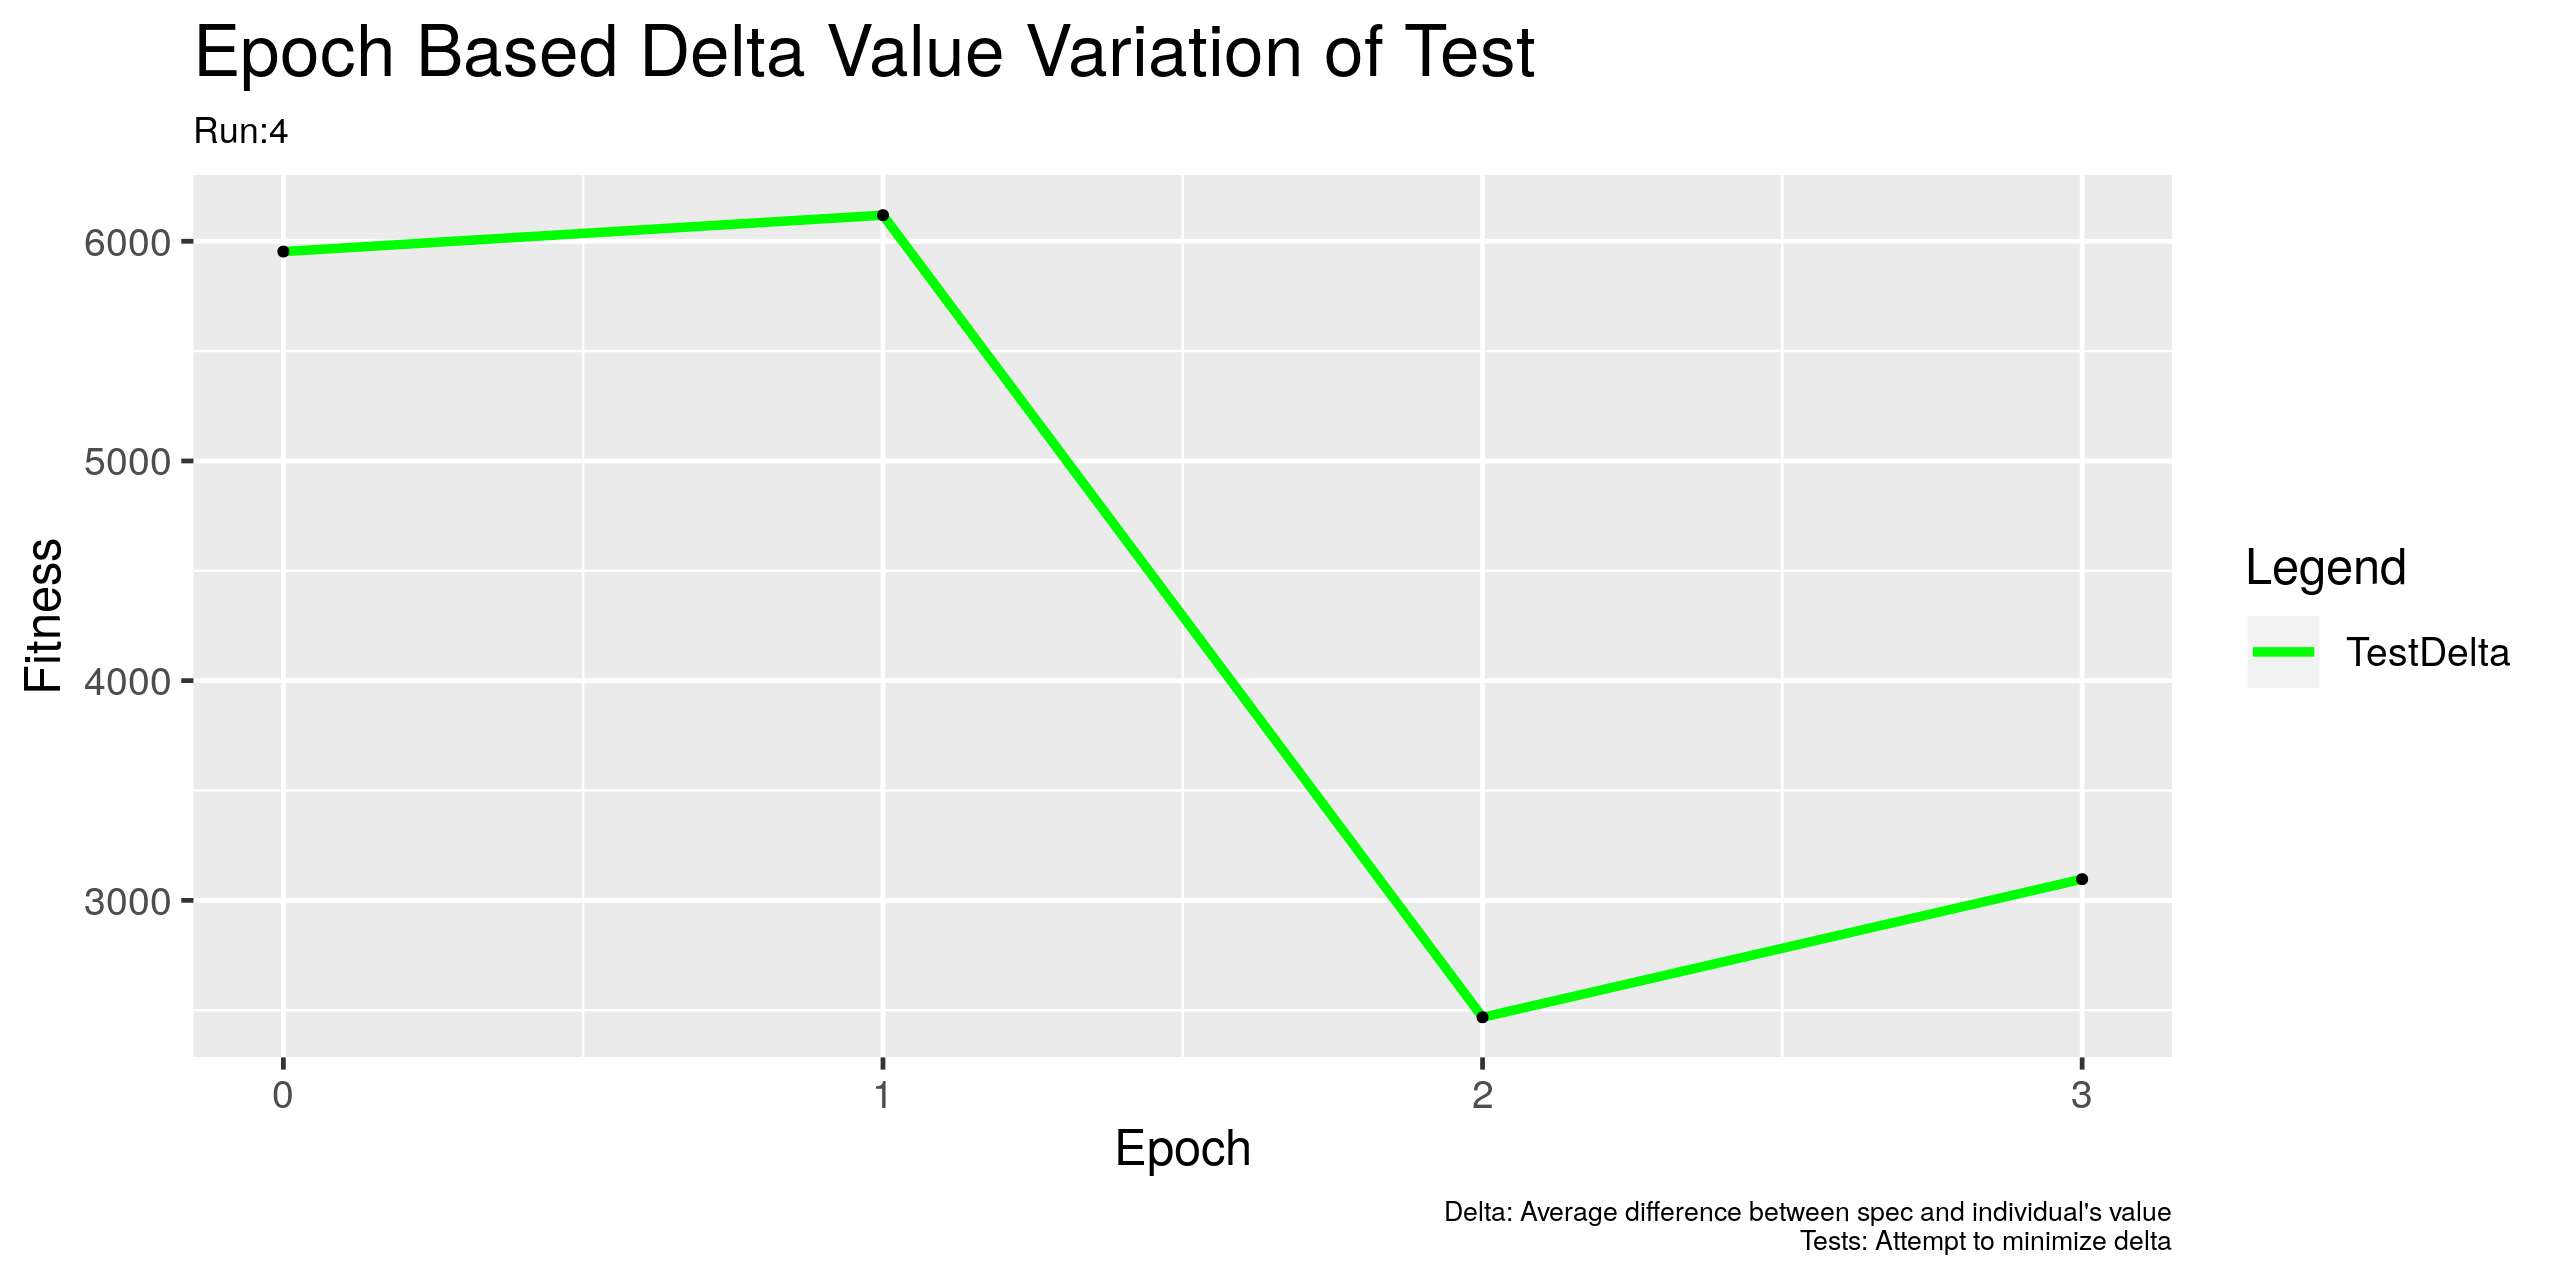 Epoch Based Delta Value Variation of Test
Run:4
Fitness
6000
5000
4000
3000
0 1 2 3
Epoch
Legend
TestDelta
Delta: Average difference between spec and individual's value
Tests: Attempt to minimize delta